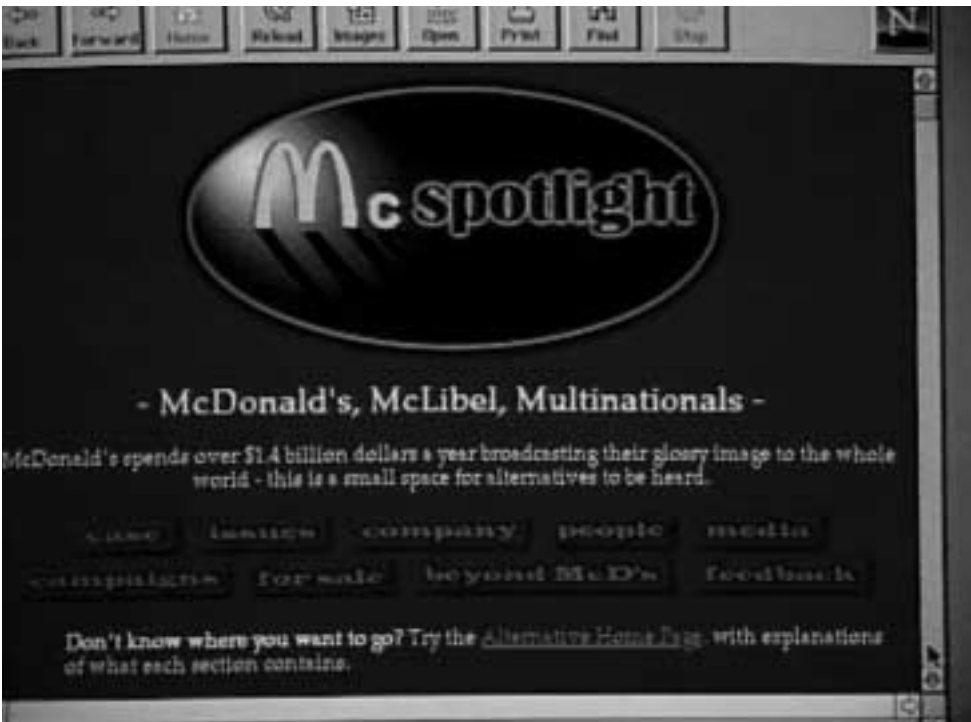 Back Forward Home Reload Images Open Print Find Stop N
Mc spotlight
- McDonald's, McLibel, Multinationals -
McDonald's spends over $1.4 billion dollars a year broadcasting their glossy image to the whole
world - this is a small space for alternatives to be heard.
case issues company people media
campaigns for sale beyond McD's feedback
Don't know where you want to go? Try the Alternative Home Page, with explanations
of what each section contains.